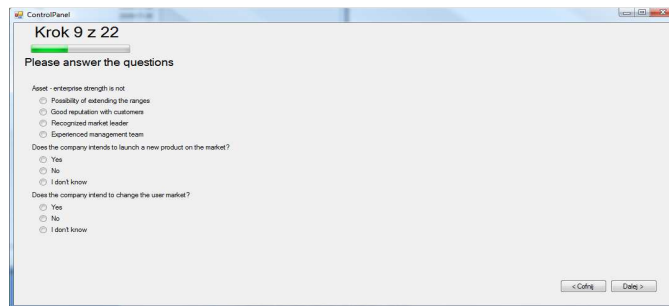 ControlPanel
Krok 9 z 22
Please answer the questions
Asset - enterprise strength is not
Possibility of extending the ranges
Good reputation with customers
Recognized market leader
Experienced management team
Does the company intends to launch a new product on the market?
Yes
No
I don't know
Does the company intend to change the user market?
Yes
No
I don't know
< Cofnij
Dalej >